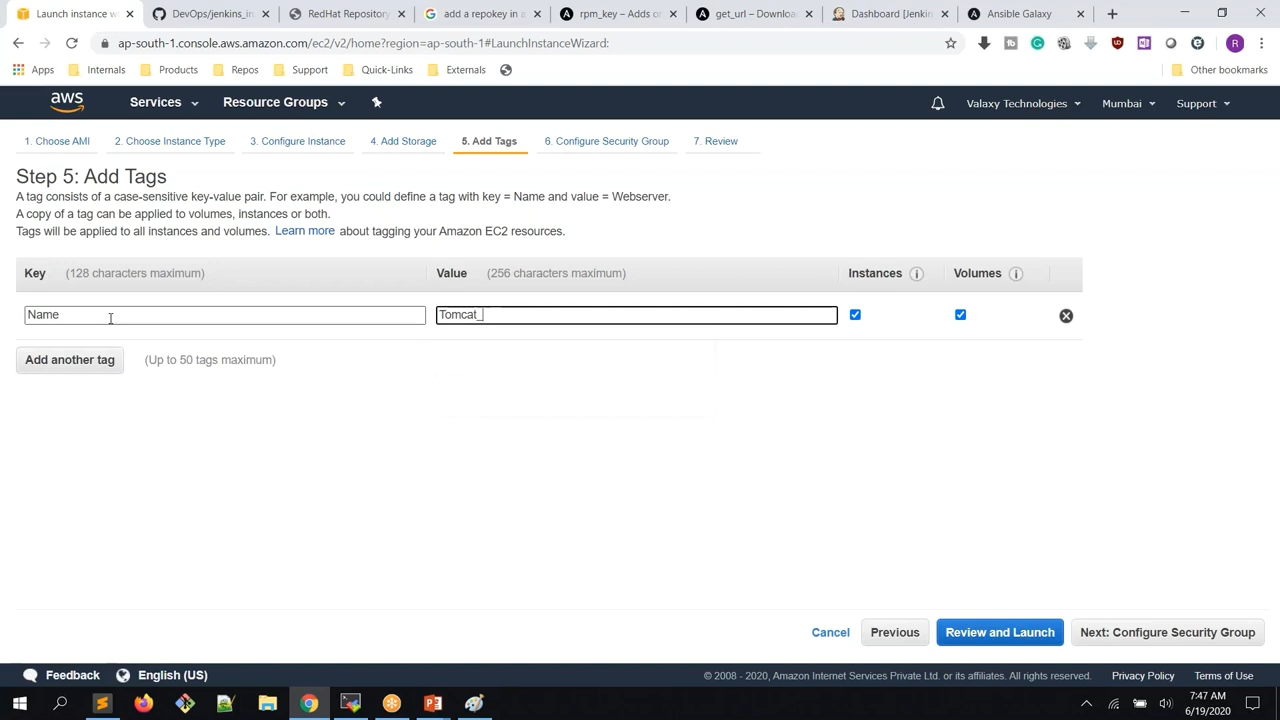 Launch instance w
DevOps/jenkins_in
RedHat Repository
add a repokey in a
rpm_key – Adds or
get_url – Downloa
Dashboard [Jenkin
Ansible Galaxy
ap-south-1.console.aws.amazon.com/ec2/v2/home?region=ap-south-1#LaunchInstanceWizard:
Apps Internals Products Repos Support Quick-Links Externals Other bookmarks
aws Services Resource Groups Valaxy Technologies Mumbai Support
1. Choose AMI 2. Choose Instance Type 3. Configure Instance 4. Add Storage 5. Add Tags 6. Configure Security Group 7. Review
Step 5: Add Tags
A tag consists of a case-sensitive key-value pair. For example, you could define a tag with key = Name and value = Webserver.
A copy of a tag can be applied to volumes, instances or both.
Tags will be applied to all instances and volumes. Learn more about tagging your Amazon EC2 resources.
Key (128 characters maximum) Value (256 characters maximum) Instances Volumes
Name Tomcat_
Add another tag (Up to 50 tags maximum)
Cancel Previous Review and Launch Next: Configure Security Group
Feedback English (US) © 2008 - 2020, Amazon Internet Services Private Ltd. or its affiliates. All rights reserved. Privacy Policy Terms of Use
7:47 AM
6/19/2020